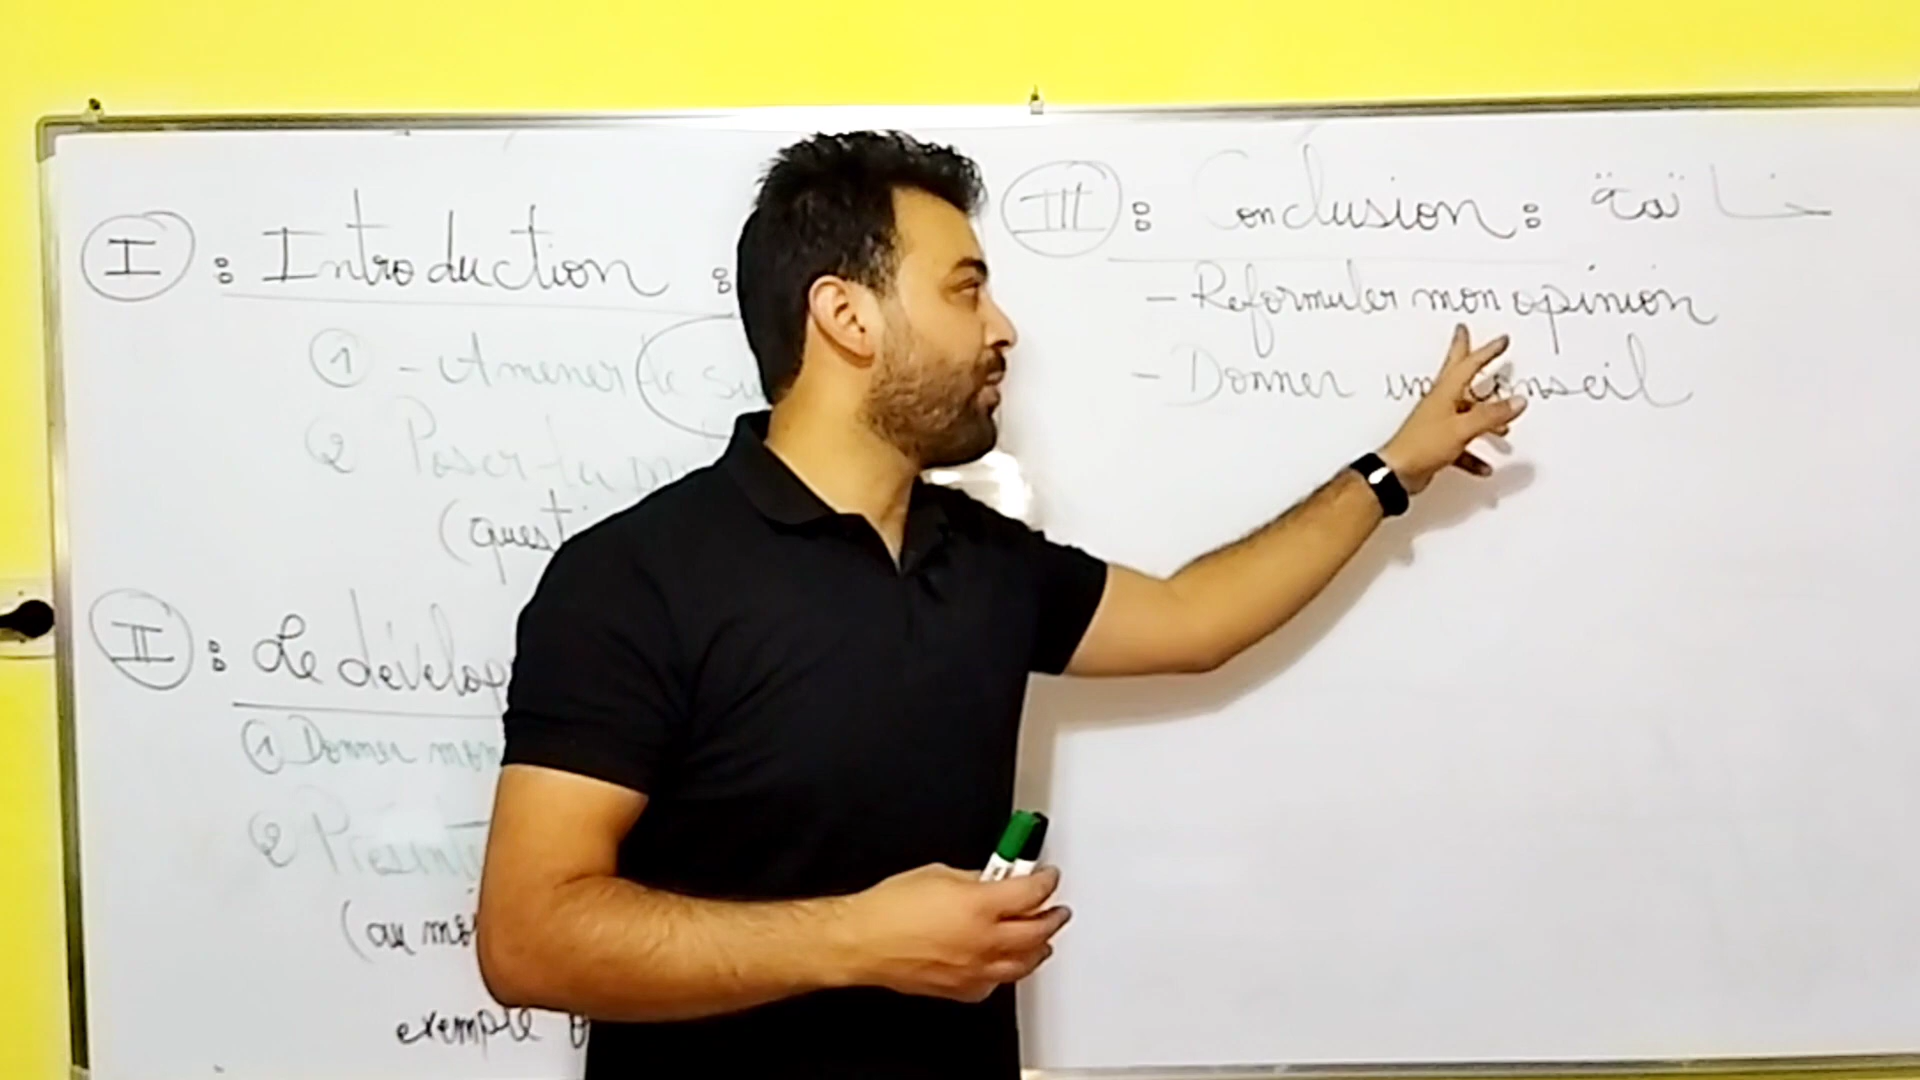 I : Introduction :
1 - Amener le
2 Poser la
(quest
II : Le dévelop
1 Donner mon
2 Présent
(au mo
exemple
III : Conclusion : خاتمة
- Reformuler mon opinion
- Donner un conseil